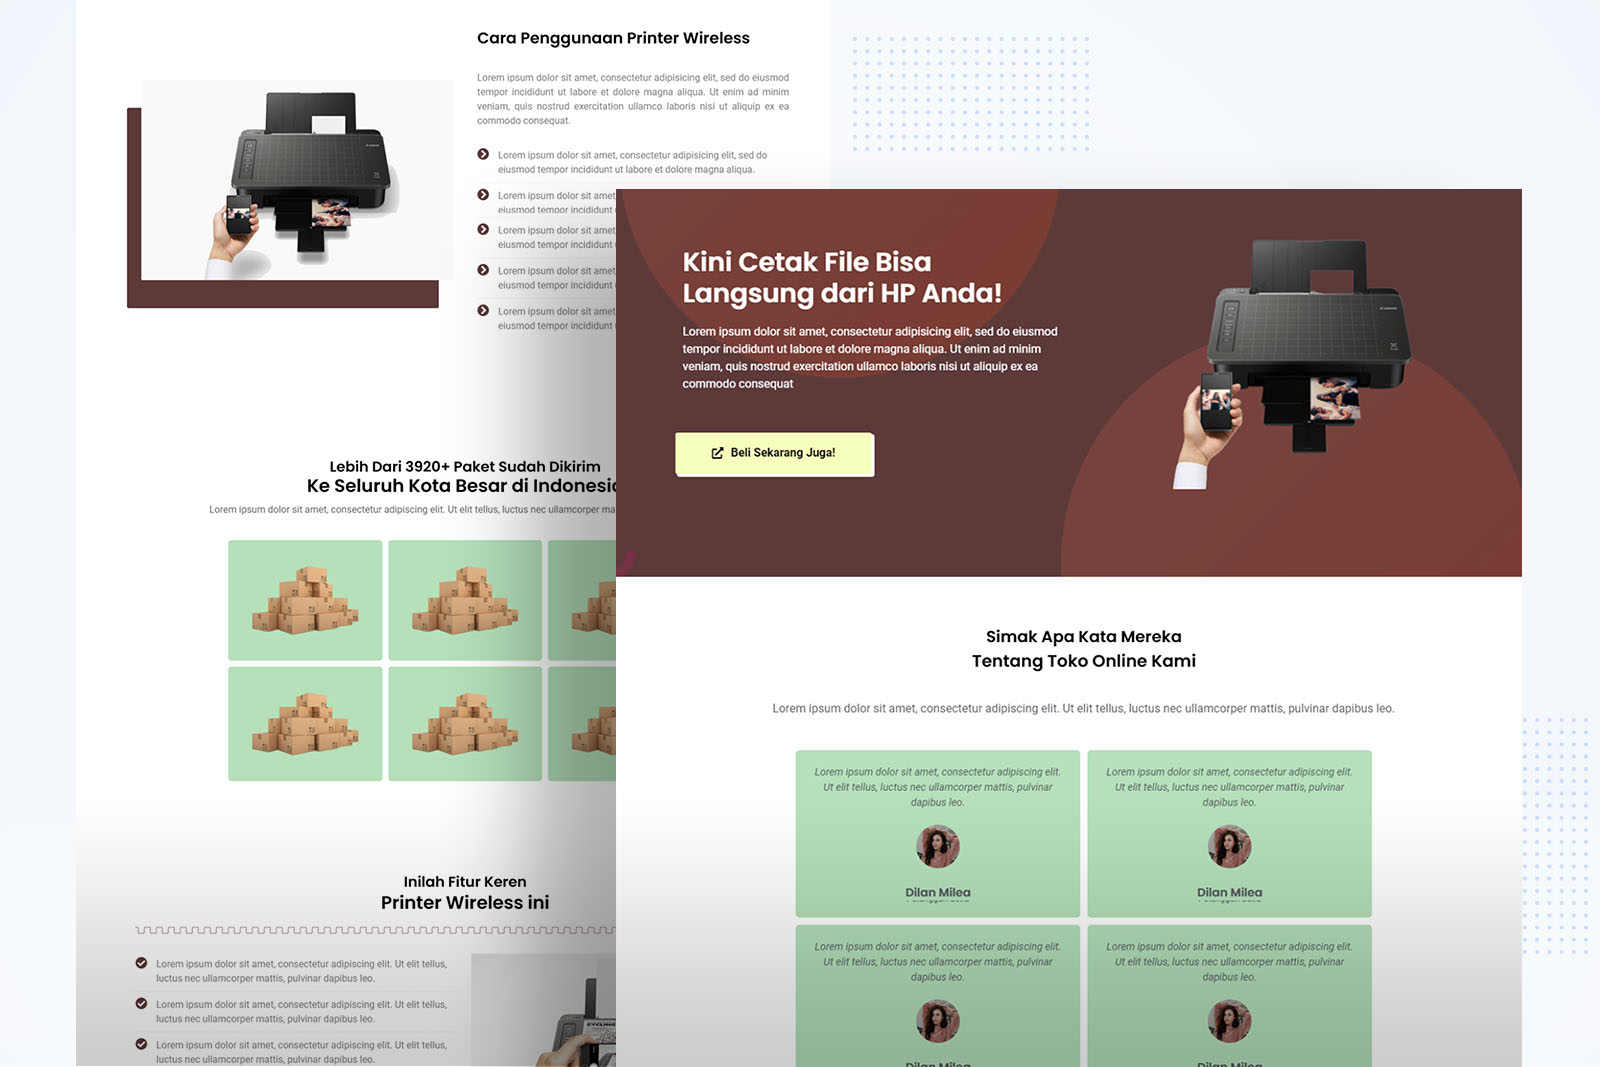 Cara Penggunaan Printer Wireless
Lorem ipsum dolor sit amet, consectetur adipisicing elit, sed do eiusmod
tempor incididunt ut labore et dolore magna aliqua. Ut enim ad minim
veniam, quis nostrud exercitation ullamco laboris nisi ut aliquip ex ea
commodo consequat.
Lorem ipsum dolor sit amet, consectetur adipisicing elit, sed do
eiusmod tempor incididunt ut labore et dolore magna aliqua.
Lorem ipsum dolor sit amet
eiusmod tempor incididunt
Lorem ipsum dolor sit amet
eiusmod tempor incididunt
Lorem ipsum dolor sit amet
eiusmod tempor incididunt
Lorem ipsum dolor sit amet
eiusmod tempor incididunt
Lebih Dari 3920+ Paket Sudah Dikirim
Ke Seluruh Kota Besar di Indonesia
Lorem ipsum dolor sit amet, consectetur adipiscing elit. Ut elit tellus, luctus nec ullamcorper
Inilah Fitur Keren
Printer Wireless ini
Lorem ipsum dolor sit amet, consectetur adipiscing elit. Ut elit tellus,
luctus nec ullamcorper mattis, pulvinar dapibus leo.
Lorem ipsum dolor sit amet, consectetur adipiscing elit. Ut elit tellus,
luctus nec ullamcorper mattis, pulvinar dapibus leo.
Lorem ipsum dolor sit amet, consectetur adipiscing elit. Ut elit tellus,
luctus nec ullamcorper mattis, pulvinar dapibus leo.
Kini Cetak File Bisa
Langsung dari HP Anda!
Lorem ipsum dolor sit amet, consectetur adipisicing elit, sed do eiusmod
tempor incididunt ut labore et dolore magna aliqua. Ut enim ad minim
veniam, quis nostrud exercitation ullamco laboris nisi ut aliquip ex ea
commodo consequat
Beli Sekarang Juga!
Simak Apa Kata Mereka
Tentang Toko Online Kami
Lorem ipsum dolor sit amet, consectetur adipiscing elit. Ut elit tellus, luctus nec ullamcorper mattis, pulvinar dapibus leo.
Lorem ipsum dolor sit amet, consectetur adipiscing elit.
Ut elit tellus, luctus nec ullamcorper mattis, pulvinar
dapibus leo.
Dilan Milea
Lorem ipsum dolor sit amet, consectetur adipiscing elit.
Ut elit tellus, luctus nec ullamcorper mattis, pulvinar
dapibus leo.
Dilan Milea
Lorem ipsum dolor sit amet, consectetur adipiscing elit.
Ut elit tellus, luctus nec ullamcorper mattis, pulvinar
dapibus leo.
Dilan Milea
Lorem ipsum dolor sit amet, consectetur adipiscing elit.
Ut elit tellus, luctus nec ullamcorper mattis, pulvinar
dapibus leo.
Dilan Milea